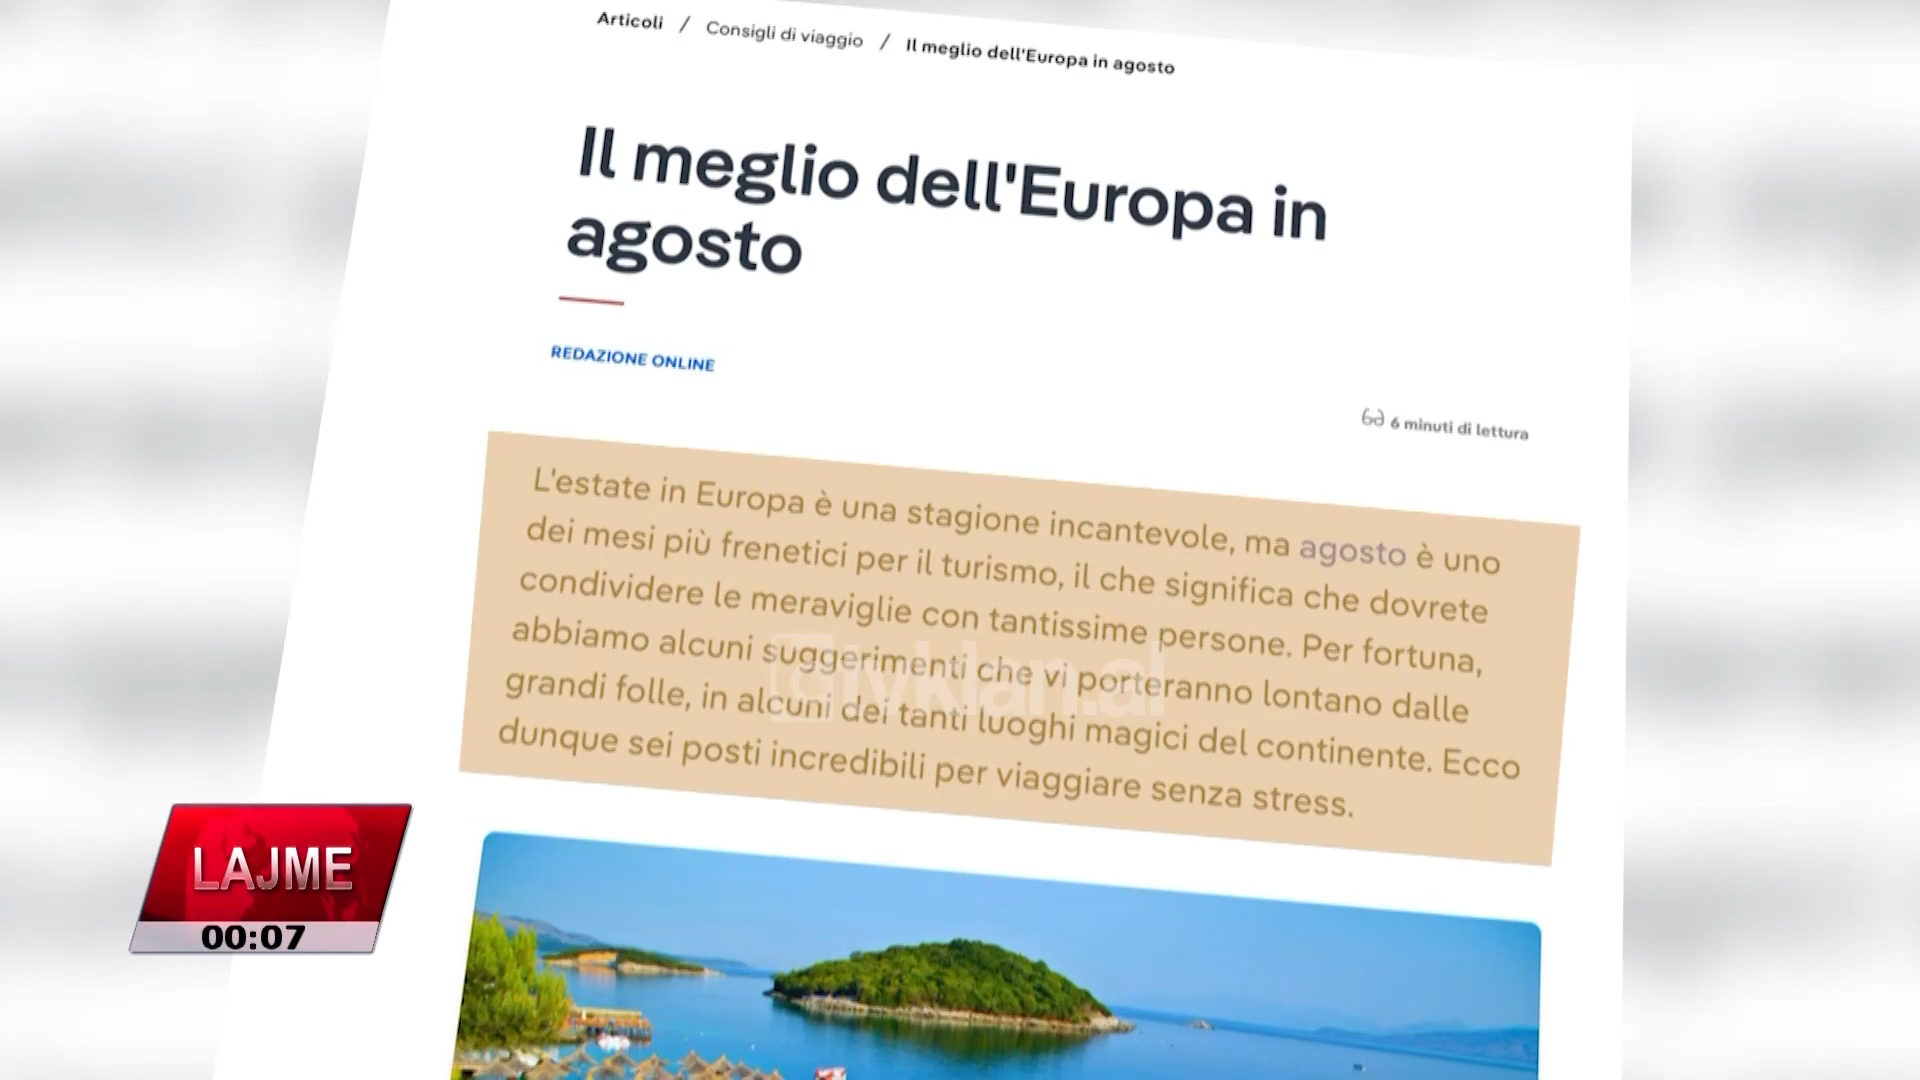 Articoli / Consigli di viaggio / Il meglio dell'Europa in agosto
Il meglio dell'Europa in
agosto
REDAZIONE ONLINE
6 minuti di lettura
L'estate in Europa è una stagione incantevole, ma agosto è uno
dei mesi più frenetici per il turismo, il che significa che dovrete
condividere le meraviglie con tantissime persone. Per fortuna,
abbiamo alcuni suggerimenti che vi porteranno lontano dalle
grandi folle, in alcuni dei tanti luoghi magici del continente. Ecco
dunque sei posti incredibili per viaggiare senza stress.
tvklan.al
LAJME
00:07